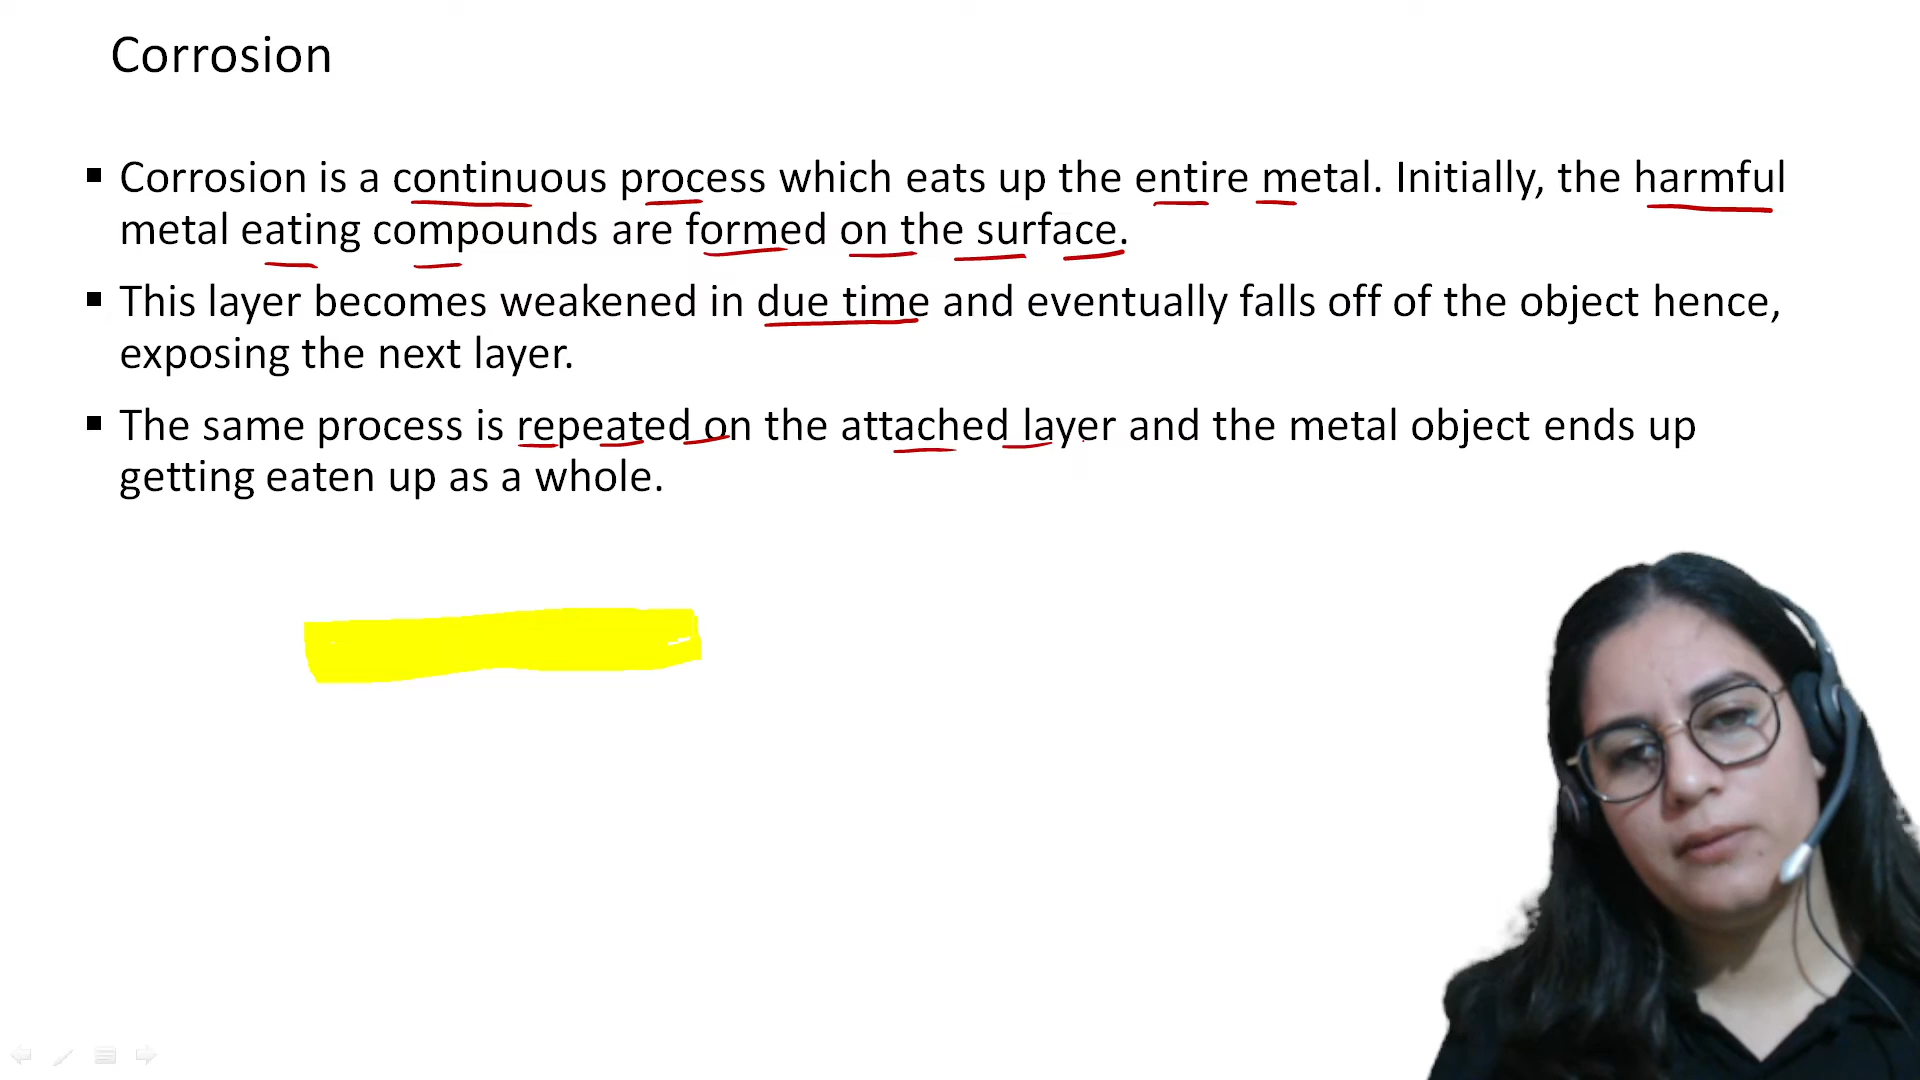 Corrosion
▪ Corrosion is a continuous process which eats up the entire metal. Initially, the harmful
metal eating compounds are formed on the surface.
▪ This layer becomes weakened in due time and eventually falls off of the object hence,
exposing the next layer.
▪ The same process is repeated on the attached layer and the metal object ends up
getting eaten up as a whole.